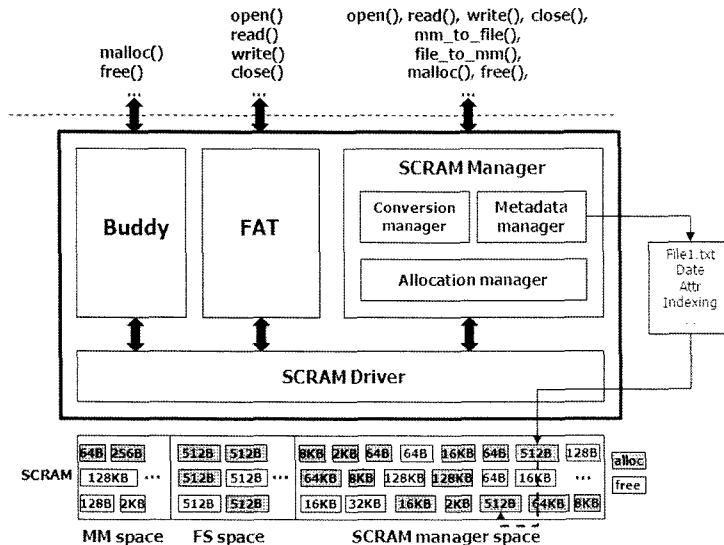 open()
read()
write()
close()
...
malloc()
free()
...
open(), read(), write(), close(),
mm_to_file(),
file_to_mm(),
malloc(), free(),
...
Buddy
FAT
SCRAM Manager
Conversion manager
Metadada manager
Allocation manager
File1.txt
Date
Attr
Indexing
...
SCRAM Driver
SCRAM
64B 256B
128KB ...
128B 2KB
512B 512B
512B 512B ...
512B 512B
8KB 2KB 64B 64B 16KB 64B 512B 128B
64KB 8KB 128KB 128KB 64B 16KB ...
16KB 32KB 16KB 2KB 512B 64KB 8KB
alloc
free
MM space
FS space
SCRAM manager space